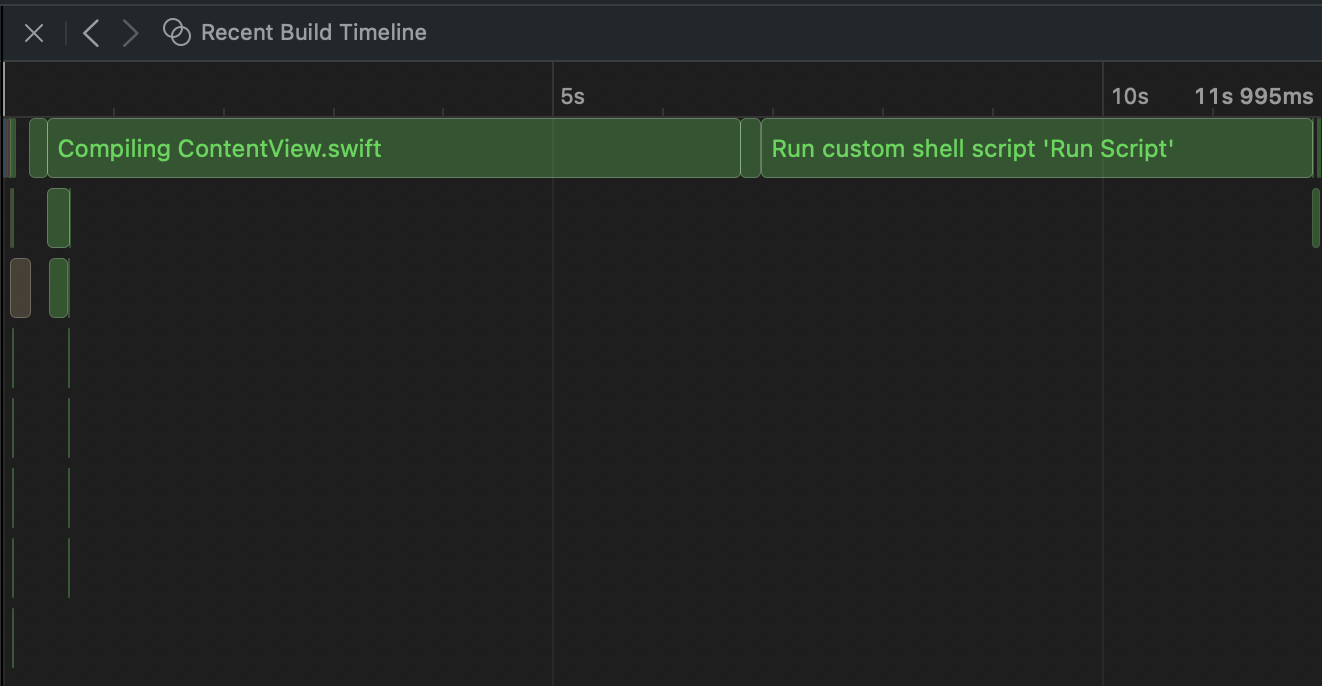 Recent Build Timeline
5s
10s
11s 995ms
Compiling ContentView.swift
Run custom shell script 'Run Script'